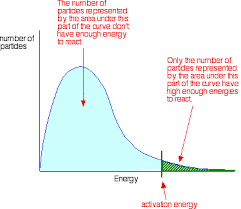 The number of
particles represented
by the area under this
part of the curve don't
have enough energy
to react.
number of
particles
Only the number of
particles represented
by the area under this
part of the curve have
high enough energies
to react.
Energy
activation energy